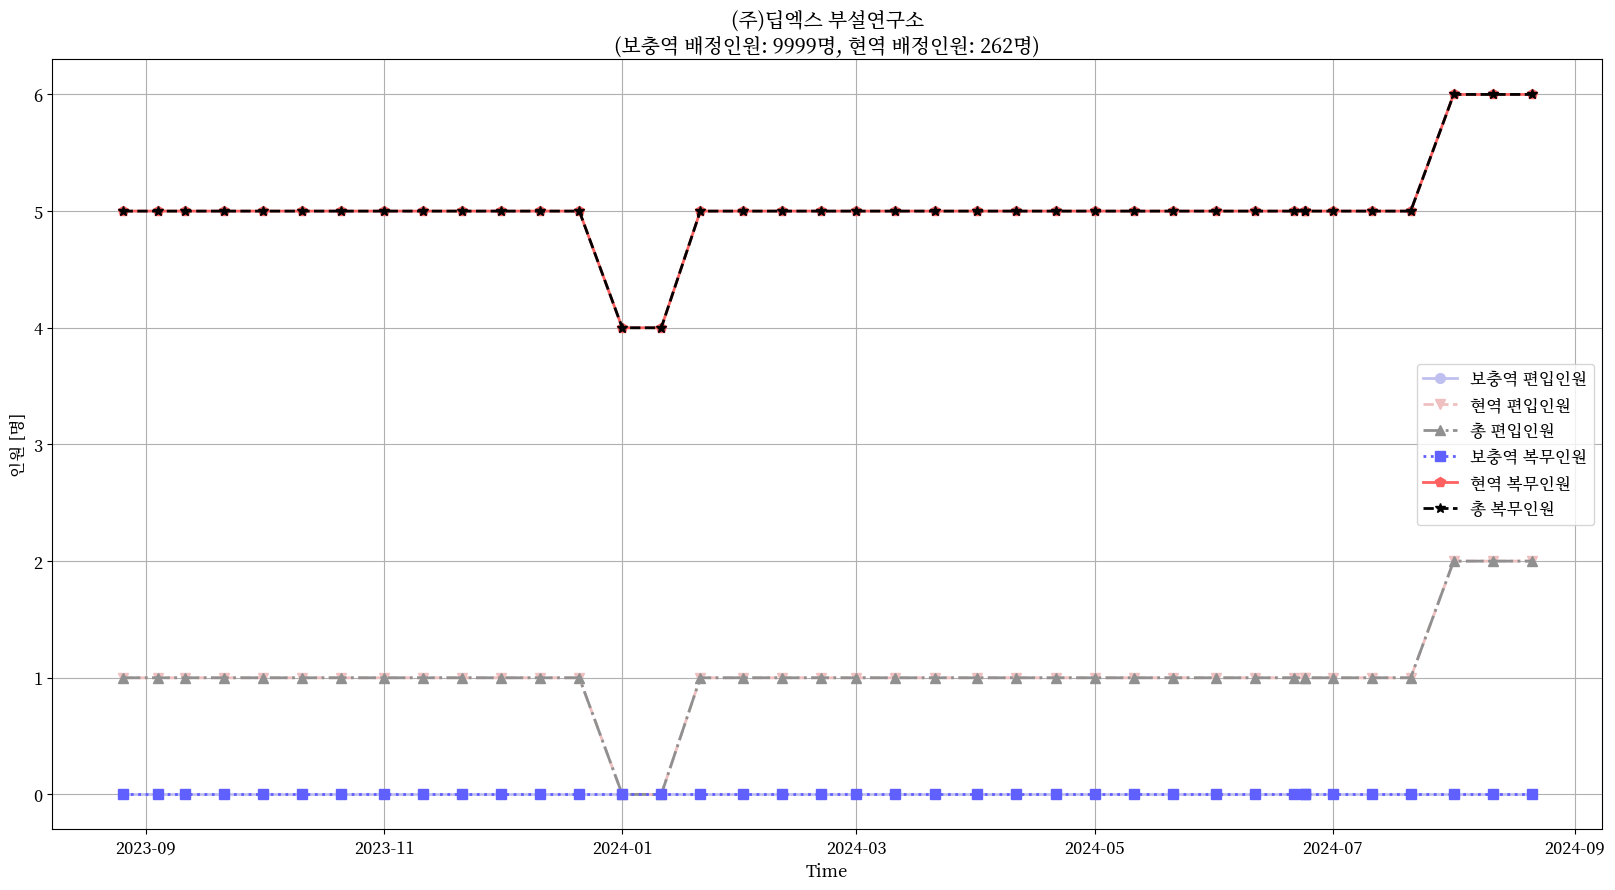 (주)딥엑스 부설연구소
(보충역 배정인원: 9999명, 현역 배정인원: 262명)
6
5
4
3
2
1
0
인원 [명]
보충역 편입인원
현역 편입인원
총 편입인원
보충역 복무인원
현역 복무인원
총 복무인원
2023-09 2023-11 2024-01 2024-03 2024-05 2024-07 2024-09
Time